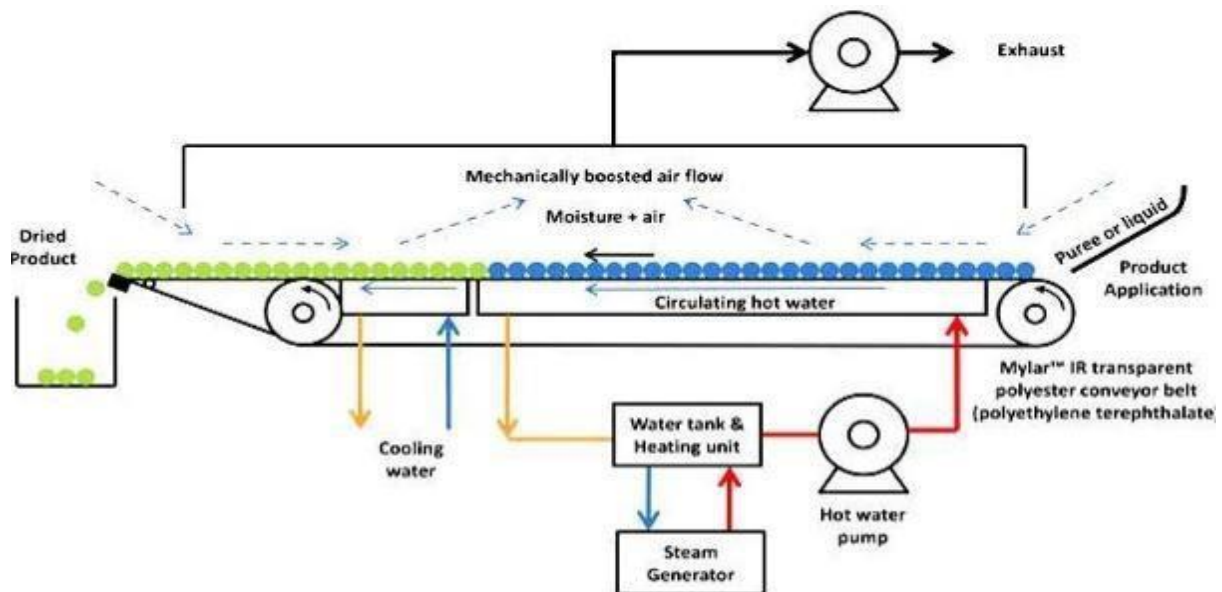 Exhaust
Mechanically boosted air flow
Moisture + air
Puree or liquid
Dried
Product
Product
Application
Circulating hot water
Mylar™ IR transparent
polyester conveyor belt
(polyethylene terephthalate)
Cooling
water
Water tank &
Heating unit
Hot water
pump
Steam
Generator